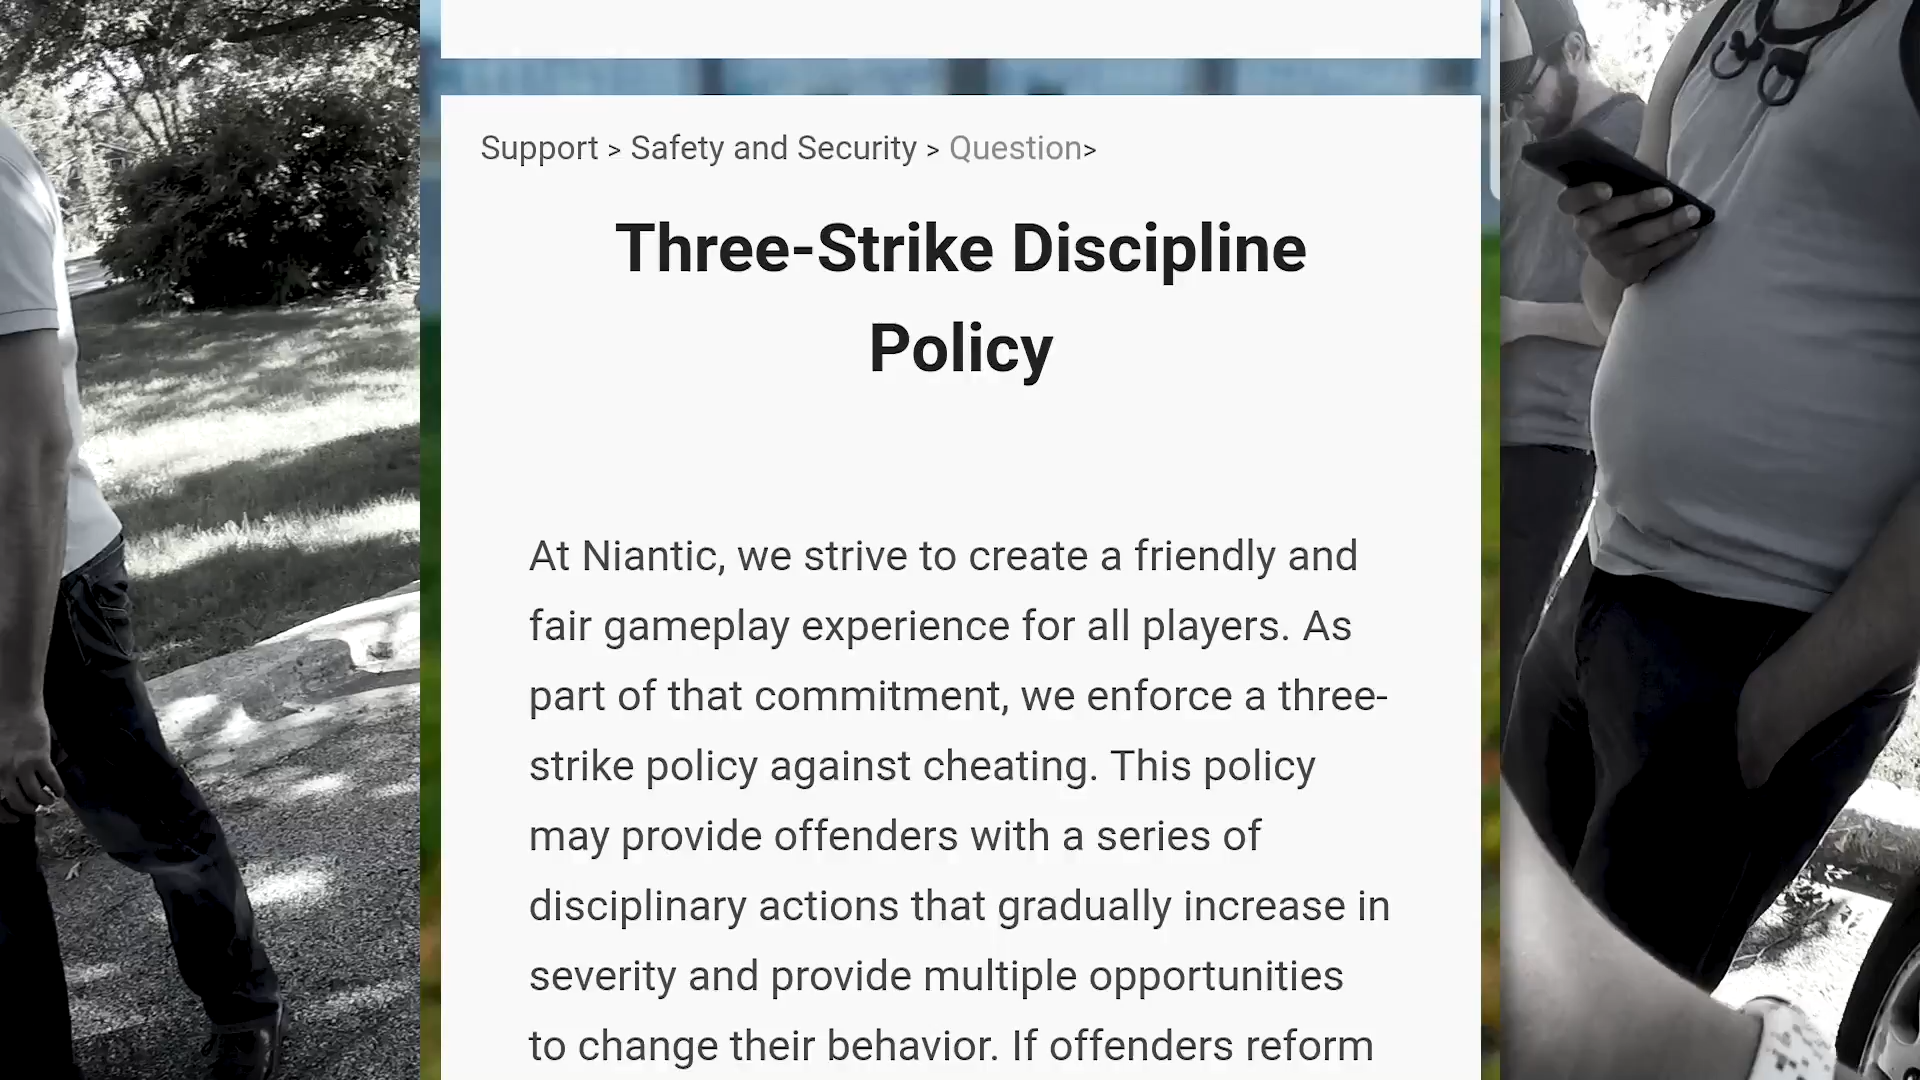 Support > Safety and Security > Question>
Three-Strike Discipline
Policy
At Niantic, we strive to create a friendly and
fair gameplay experience for all players. As
part of that commitment, we enforce a three-
strike policy against cheating. This policy
may provide offenders with a series of
disciplinary actions that gradually increase in
severity and provide multiple opportunities
to change their behavior. If offenders reform